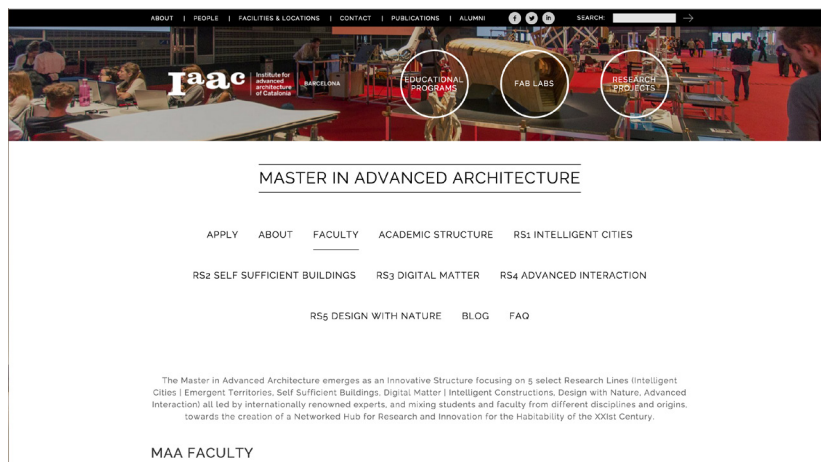 ABOUT | PEOPLE | FACILITIES & LOCATIONS | CONTACT | PUBLICATIONS | ALUMNI SEARCH:
Iaac
Institute for
advanced
architecture
of Catalonia
BARCELONA
EDUCATIONAL
PROGRAMS
FAB LABS
RESEARCH
PROJECTS
MASTER IN ADVANCED ARCHITECTURE
APPLY ABOUT FACULTY ACADEMIC STRUCTURE RS1 INTELLIGENT CITIES
RS2 SELF SUFFICIENT BUILDINGS RS3 DIGITAL MATTER RS4 ADVANCED INTERACTION
RS5 DESIGN WITH NATURE BLOG FAQ
The Master in Advanced Architecture emerges as an Innovative Structure focusing on 5 select Research Lines (Intelligent
Cities | Emergent Territories, Self Sufficient Buildings, Digital Matter | Intelligent Constructions, Design with Nature, Advanced
Interaction) all led by internationally renowned experts, and mixing students and faculty from different disciplines and origins,
towards the creation of a Networked Hub for Research and Innovation for the Habitability of the XXIst Century.
MAA FACULTY